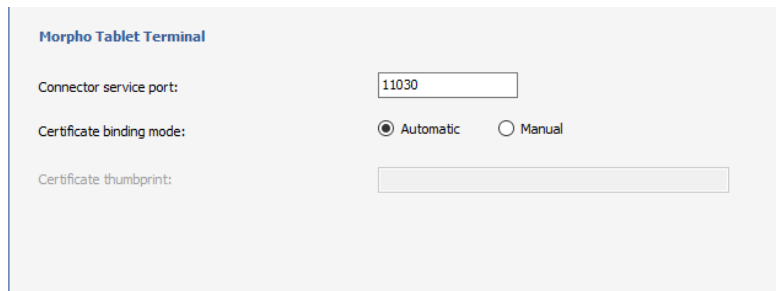 Morpho Tablet Terminal
Connector service port: 11030
Certificate binding mode: Automatic Manual
Certificate thumbprint: